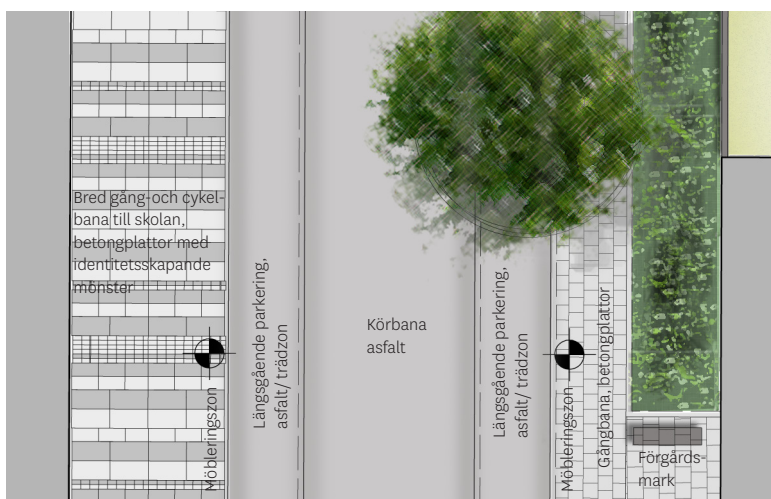 Bred gång-och cykel-
bana till skolan,
betongplattor med
identitetsskapande
mönster
Möbleringszon
Längsgående parkering,
asfalt/ trädzon
Körbana
asfalt
Längsgående parkering,
asfalt/ trädzon
Möbleringszon
Gångbana, betongplattor
Förgårds-
mark